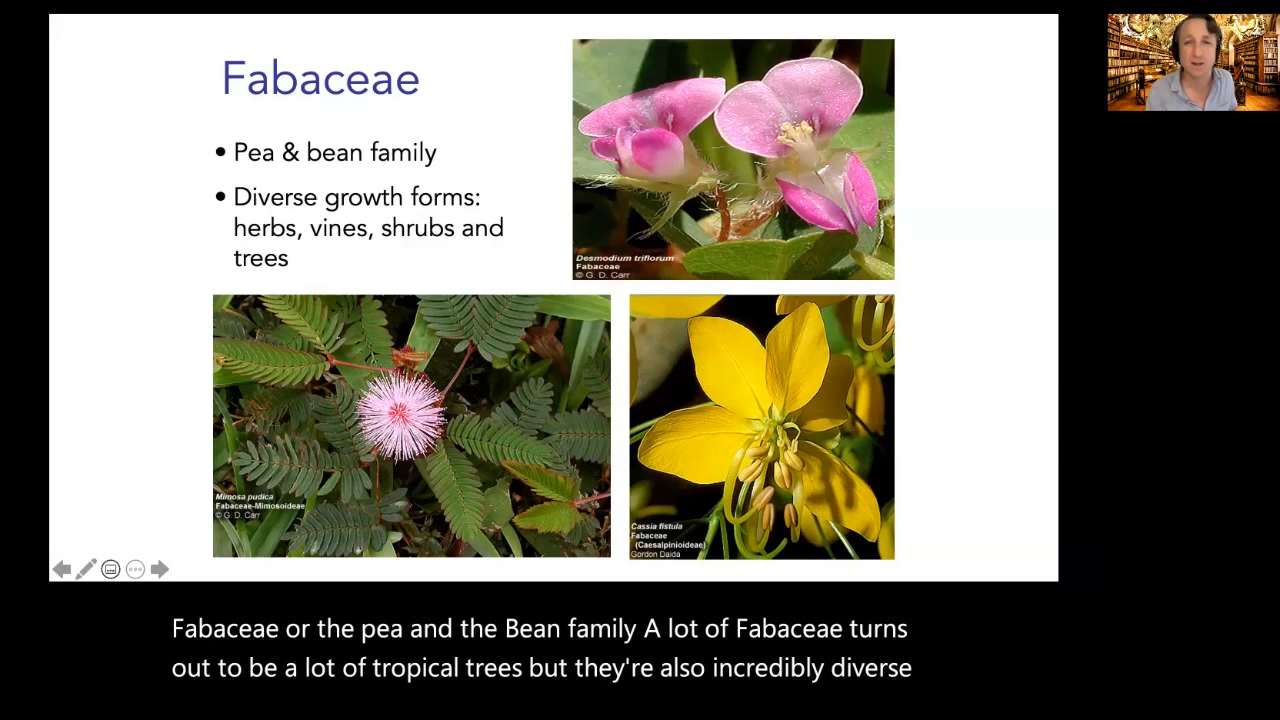 Fabaceae
• Pea & bean family
• Diverse growth forms:
herbs, vines, shrubs and
trees
Desmodium triflorum
Fabaceae
© G. D. Carr
Mimosa pudica
Fabaceae-Mimosoideae
© G. D. Carr
Cassia fistula
Fabaceae
(Caesalpinioideae)
Gordon Daida
Fabaceae or the pea and the Bean family A lot of Fabaceae turns
out to be a lot of tropical trees but they're also incredibly diverse